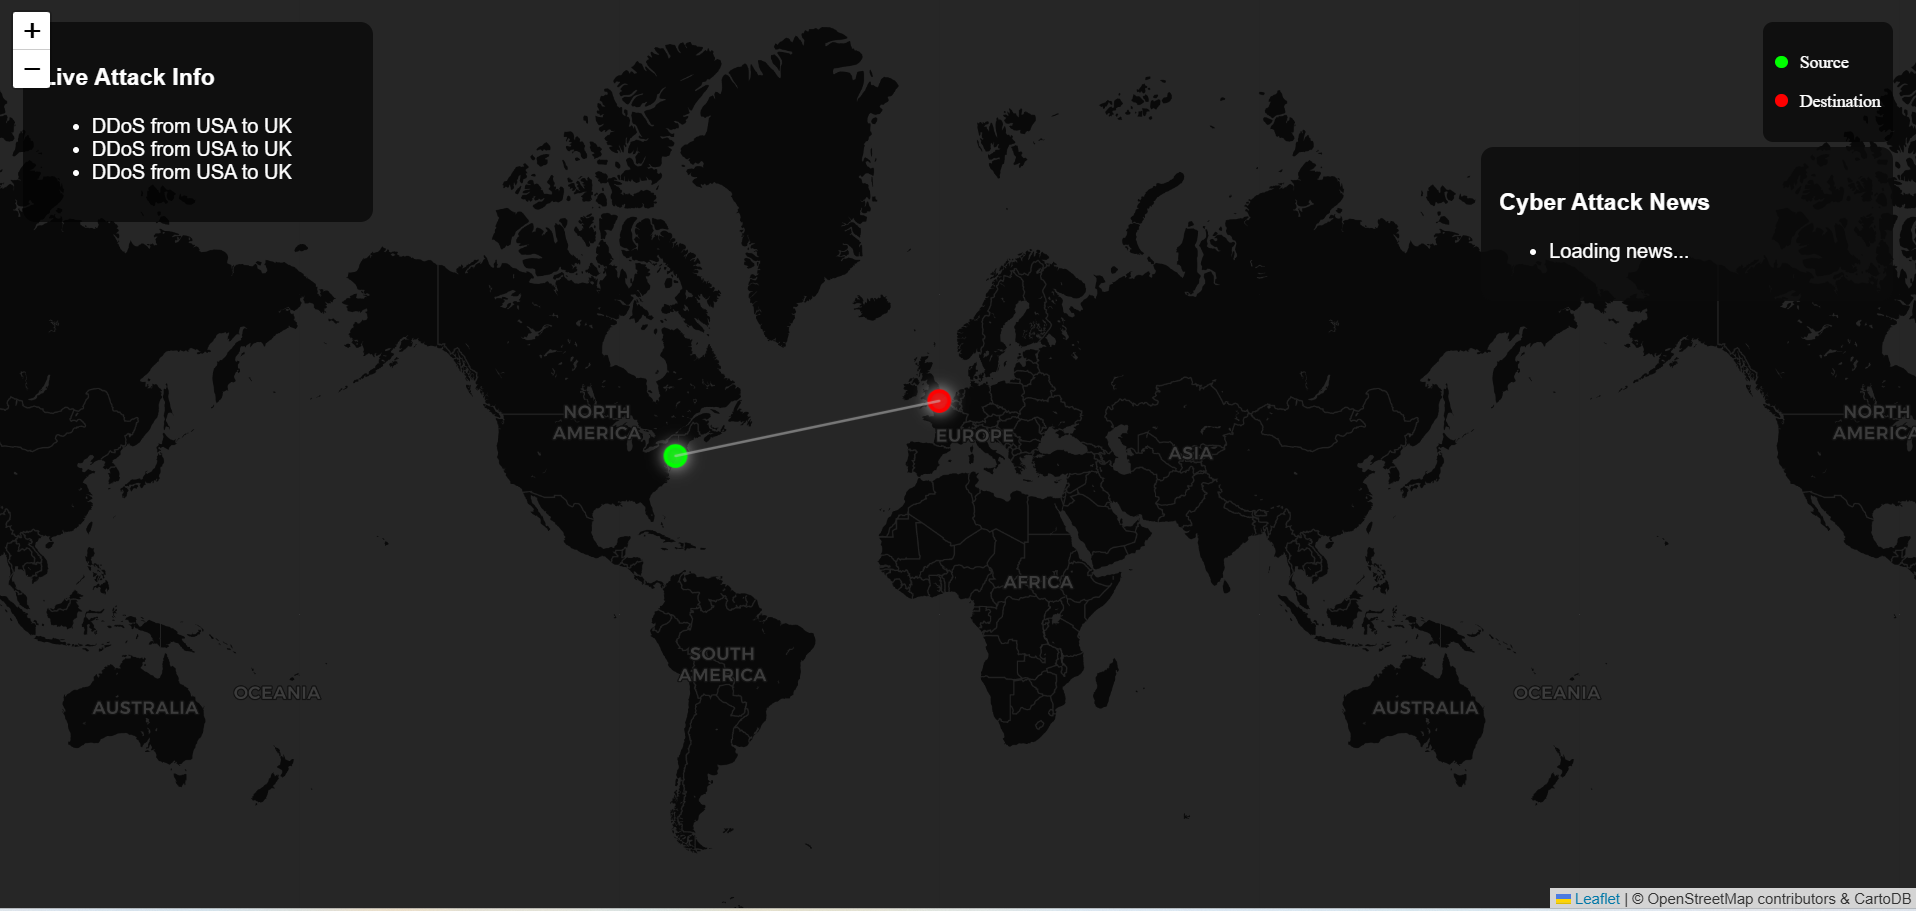 +
−
Live Attack Info
• DDoS from USA to UK
• DDoS from USA to UK
• DDoS from USA to UK
Source
Destination
Cyber Attack News
• Loading news...
NORTH
AMERICA
EUROPE
ASIA
NORTH
AMERICA
AFRICA
SOUTH
AMERICA
OCEANIA
AUSTRALIA
OCEANIA
AUSTRALIA
Leaflet | © OpenStreetMap contributors & CartoDB